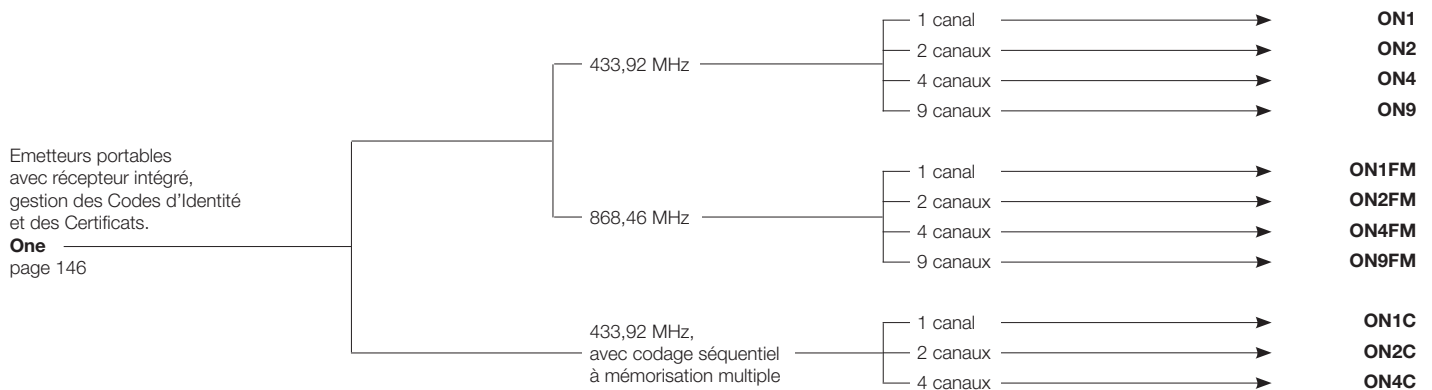 Emetteurs portables
avec récepteur intégré,
gestion des Codes d'Identité
et des Certificats.
One
page 146
433,92 MHz
1 canal ON1
2 canaux ON2
4 canaux ON4
9 canaux ON9
868,46 MHz
1 canal ON1FM
2 canaux ON2FM
4 canaux ON4FM
9 canaux ON9FM
433,92 MHz,
avec codage séquentiel
à mémorisation multiple
1 canal ON1C
2 canaux ON2C
4 canaux ON4C